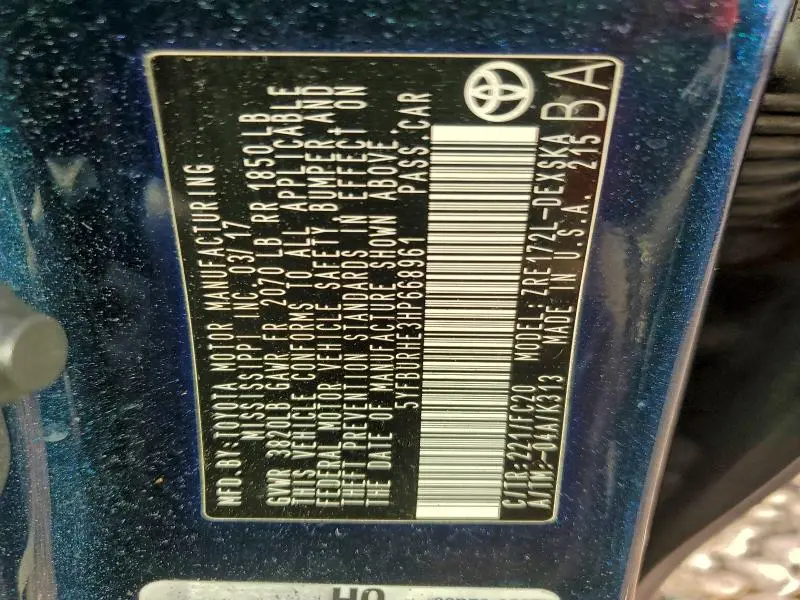 MFD. BY: TOYOTA MOTOR MANUFACTURING
MISSISSIPPI INC. 03/17
GVWR 3820LB GAWR FR 2070 LB RR 1850 LB
THIS VEHICLE CONFORMS TO ALL APPLICABLE
FEDERAL MOTOR VEHICLE SAFETY, BUMPER, AND
THEFT PREVENTION STANDARDS IN EFFECT ON
THE DATE OF MANUFACTURE SHOWN ABOVE.
5YFBURHE3HP668961 PASS. CAR
C/TR: 221/FC20 MODEL: ZRE172L-DEXSKA
A/TM: -04A/K313 MADE IN U.S.A. 215
BA
HO